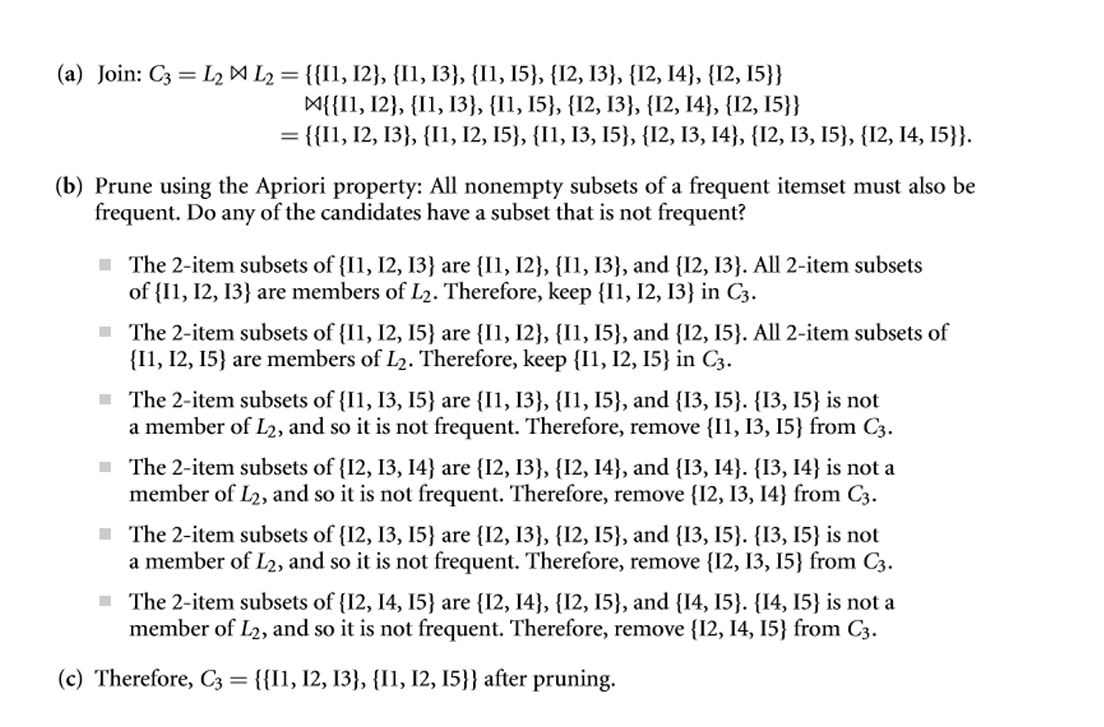 (a) Join: C₃ = L₂ ⋈ L₂ = {{I1, I2}, {I1, I3}, {I1, I5}, {I2, I3}, {I2, I4}, {I2, I5}}
⋈{{I1, I2}, {I1, I3}, {I1, I5}, {I2, I3}, {I2, I4}, {I2, I5}}
= {{I1, I2, I3}, {I1, I2, I5}, {I1, I3, I5}, {I2, I3, I4}, {I2, I3, I5}, {I2, I4, I5}}.
(b) Prune using the Apriori property: All nonempty subsets of a frequent itemset must also be
frequent. Do any of the candidates have a subset that is not frequent?
■ The 2-item subsets of {I1, I2, I3} are {I1, I2}, {I1, I3}, and {I2, I3}. All 2-item subsets
of {I1, I2, I3} are members of L₂. Therefore, keep {I1, I2, I3} in C₃.
■ The 2-item subsets of {I1, I2, I5} are {I1, I2}, {I1, I5}, and {I2, I5}. All 2-item subsets of
{I1, I2, I5} are members of L₂. Therefore, keep {I1, I2, I5} in C₃.
■ The 2-item subsets of {I1, I3, I5} are {I1, I3}, {I1, I5}, and {I3, I5}. {I3, I5} is not
a member of L₂, and so it is not frequent. Therefore, remove {I1, I3, I5} from C₃.
■ The 2-item subsets of {I2, I3, I4} are {I2, I3}, {I2, I4}, and {I3, I4}. {I3, I4} is not a
member of L₂, and so it is not frequent. Therefore, remove {I2, I3, I4} from C₃.
■ The 2-item subsets of {I2, I3, I5} are {I2, I3}, {I2, I5}, and {I3, I5}. {I3, I5} is not
a member of L₂, and so it is not frequent. Therefore, remove {I2, I3, I5} from C₃.
■ The 2-item subsets of {I2, I4, I5} are {I2, I4}, {I2, I5}, and {I4, I5}. {I4, I5} is not a
member of L₂, and so it is not frequent. Therefore, remove {I2, I4, I5} from C₃.
(c) Therefore, C₃ = {{I1, I2, I3}, {I1, I2, I5}} after pruning.